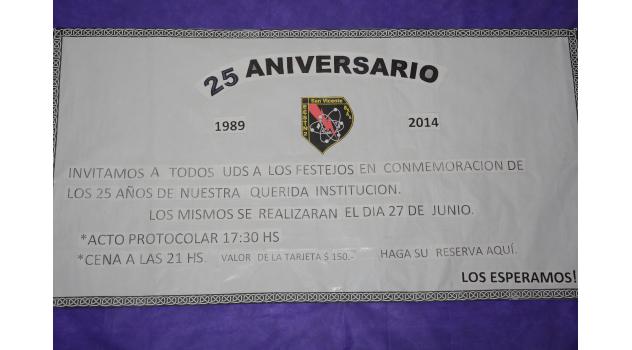 25 ANIVERSARIO
1989
San Vicente
2014
INVITAMOS A TODOS UDS A LOS FESTEJOS EN CONMEMORACION DE
LOS 25 AÑOS DE NUESTRA QUERIDA INSTITUCION.
LOS MISMOS SE REALIZARAN EL DIA 27 DE JUNIO.
*ACTO PROTOCOLAR 17:30 HS
*CENA A LAS 21 HS. VALOR DE LA TARJETA $ 150.- HAGA SU RESERVA AQUÍ.
LOS ESPERAMOS!